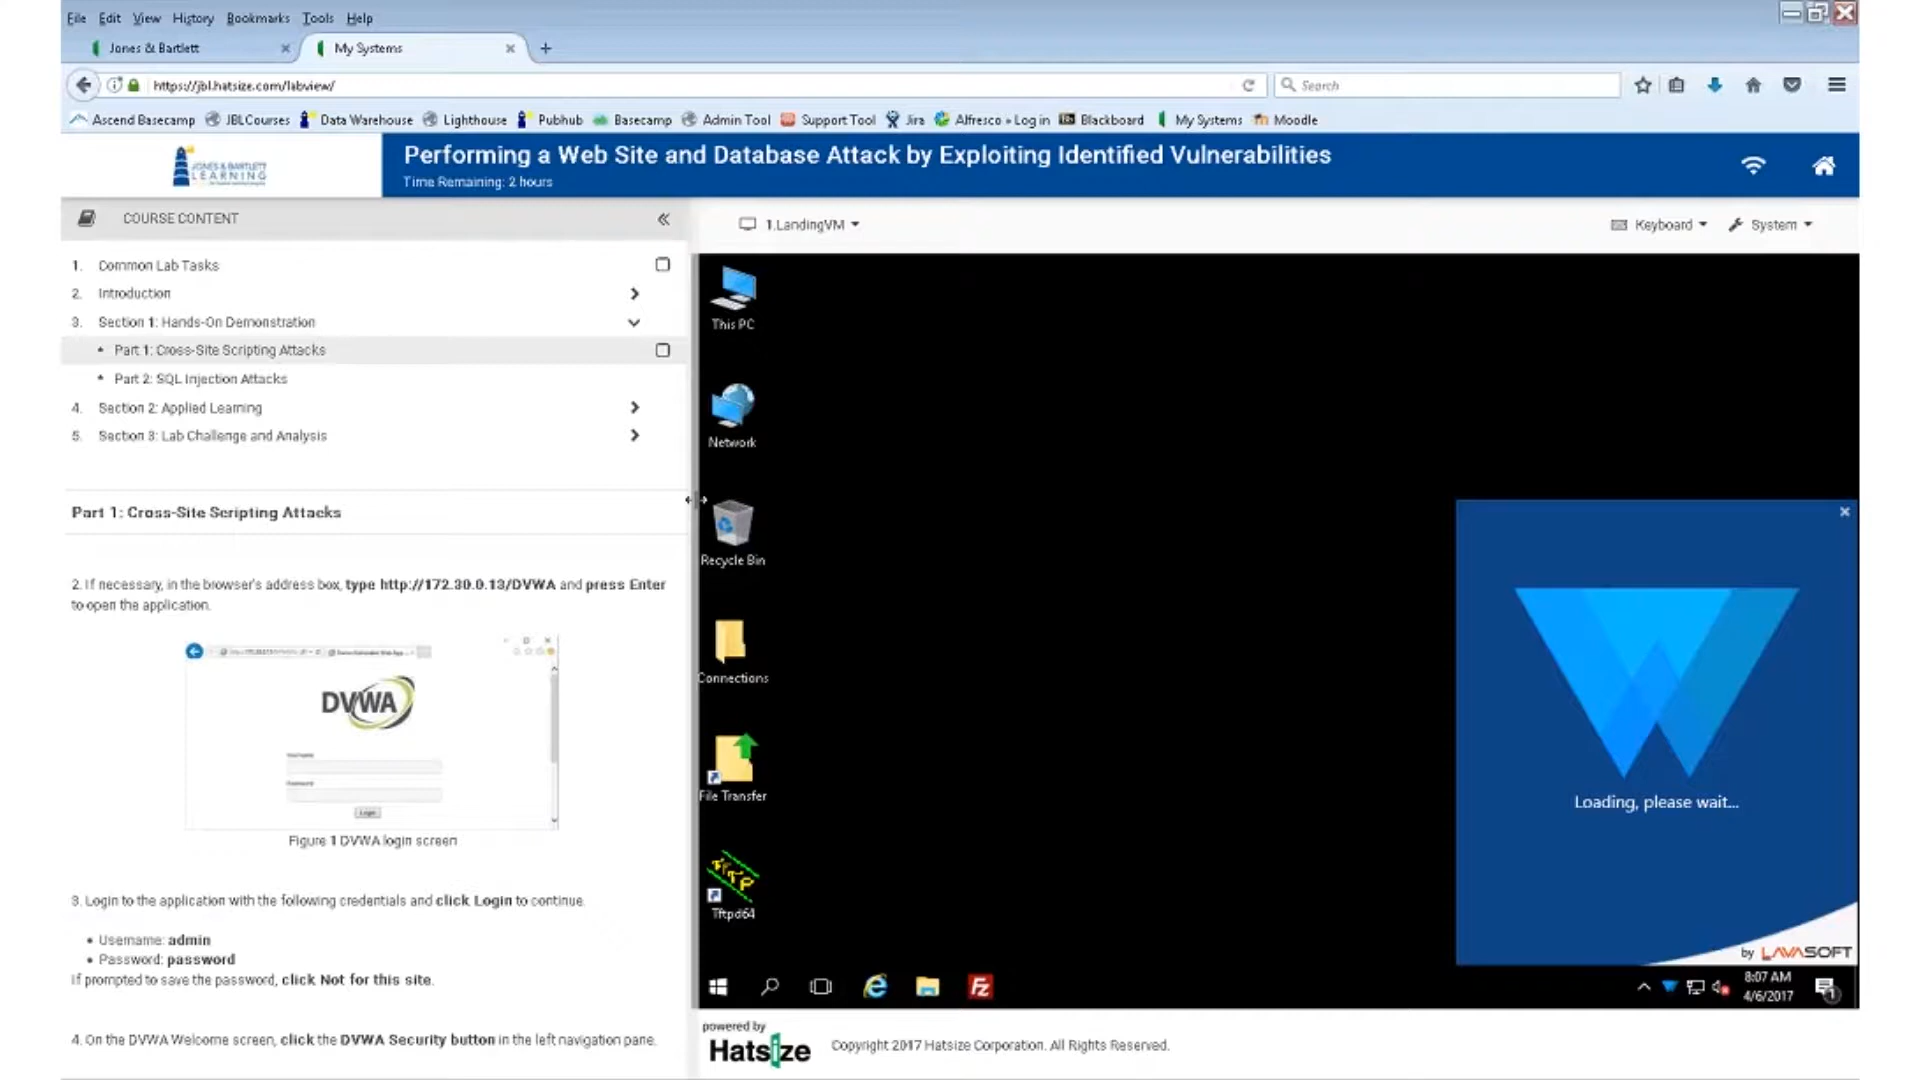 File Edit View History Bookmarks Tools Help
Jones & Bartlett
My Systems
https://jbl.hatsize.com/labview/
Search
Ascend Basecamp JBLCourses Data Warehouse Lighthouse Pubhub Basecamp Admin Tool Support Tool Jira Alfresco » Log in Blackboard My Systems Moodle
JONES & BARTLETT
LEARNING
Performing a Web Site and Database Attack by Exploiting Identified Vulnerabilities
Time Remaining: 2 hours
COURSE CONTENT
1.LandingVM
Keyboard
System
1. Common Lab Tasks
2. Introduction
3. Section 1: Hands-On Demonstration
• Part 1: Cross-Site Scripting Attacks
• Part 2: SQL Injection Attacks
4. Section 2: Applied Learning
5. Section 3: Lab Challenge and Analysis
Part 1: Cross-Site Scripting Attacks
2. If necessary, in the browser's address box, type http://172.30.0.13/DVWA and press Enter
to open the application.
DVWA
Login
Figure 1 DVWA login screen
3. Login to the application with the following credentials and click Login to continue.
• Username: admin
• Password: password
If prompted to save the password, click Not for this site.
4. On the DVWA Welcome screen, click the DVWA Security button in the left navigation pane.
This PC
Network
Recycle Bin
Connections
File Transfer
TFTP
Tftpd64
Loading, please wait...
by LAVASOFT
8:07 AM
4/6/2017
1
powered by
Hatsize
Copyright 2017 Hatsize Corporation. All Rights Reserved.